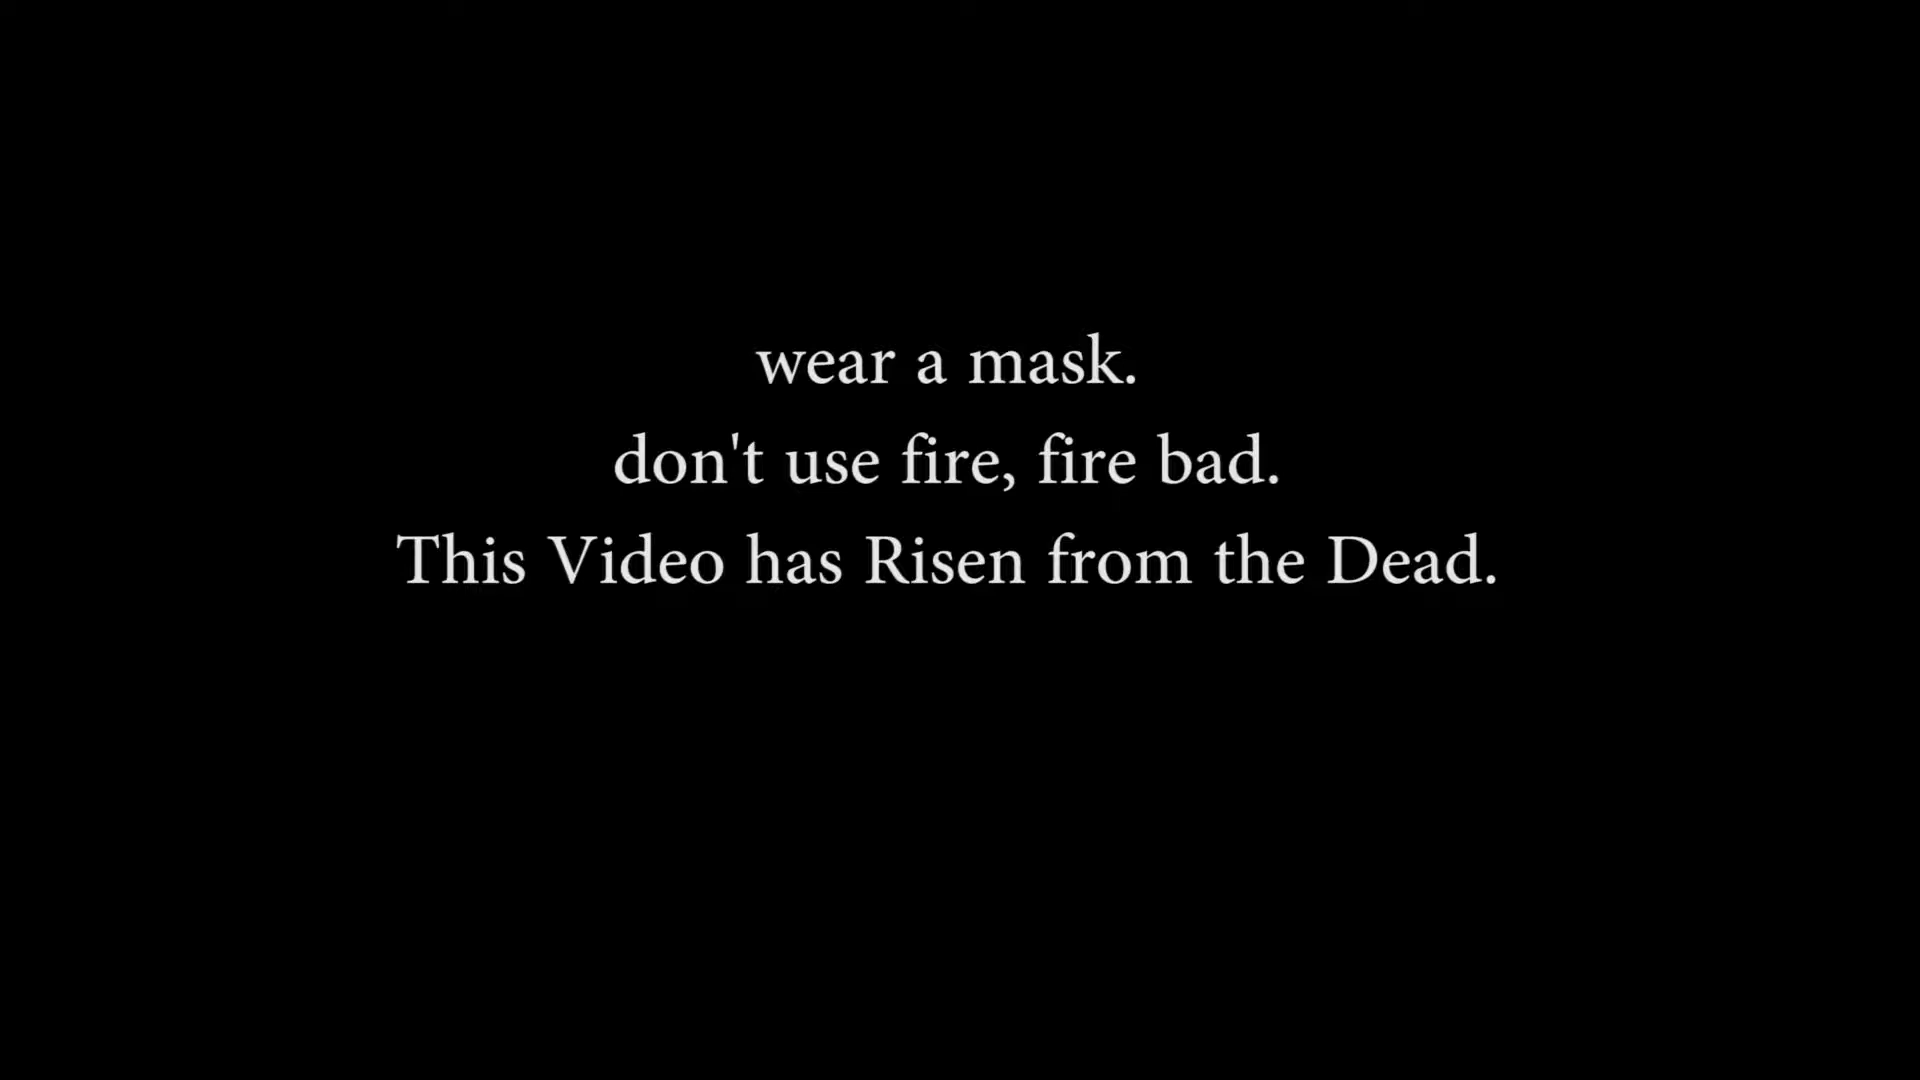 wear a mask.
don't use fire, fire bad.
This Video has Risen from the Dead.